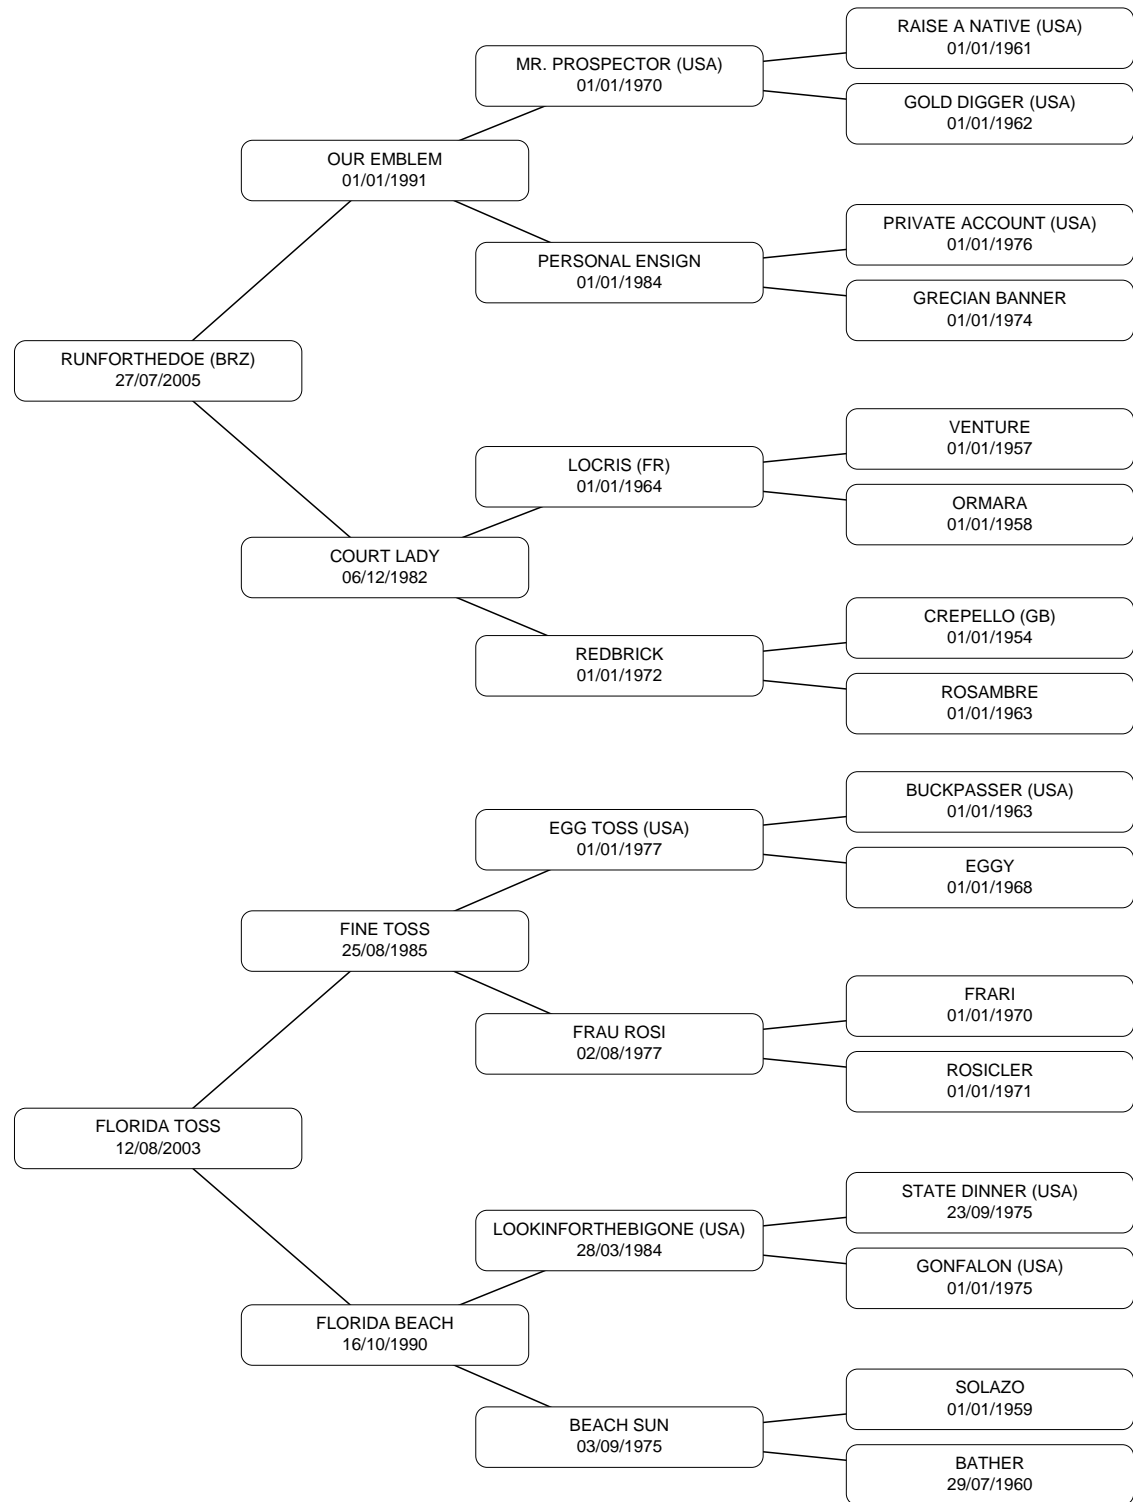 RAISE A NATIVE (USA)
01/01/1961
MR. PROSPECTOR (USA)
01/01/1970
GOLD DIGGER (USA)
01/01/1962
OUR EMBLEM
01/01/1991
PRIVATE ACCOUNT (USA)
01/01/1976
PERSONAL ENSIGN
01/01/1984
GRECIAN BANNER
01/01/1974
RUNFORTHEDOE (BRZ)
27/07/2005
VENTURE
01/01/1957
LOCRIS (FR)
01/01/1964
ORMARA
01/01/1958
COURT LADY
06/12/1982
CREPELLO (GB)
01/01/1954
REDBRICK
01/01/1972
ROSAMBRE
01/01/1963
BUCKPASSER (USA)
01/01/1963
EGG TOSS (USA)
01/01/1977
EGGY
01/01/1968
FINE TOSS
25/08/1985
FRARI
01/01/1970
FRAU ROSI
02/08/1977
ROSICLER
01/01/1971
FLORIDA TOSS
12/08/2003
STATE DINNER (USA)
23/09/1975
LOOKINFORTHEBIGONE (USA)
28/03/1984
GONFALON (USA)
01/01/1975
FLORIDA BEACH
16/10/1990
SOLAZO
01/01/1959
BEACH SUN
03/09/1975
BATHER
29/07/1960